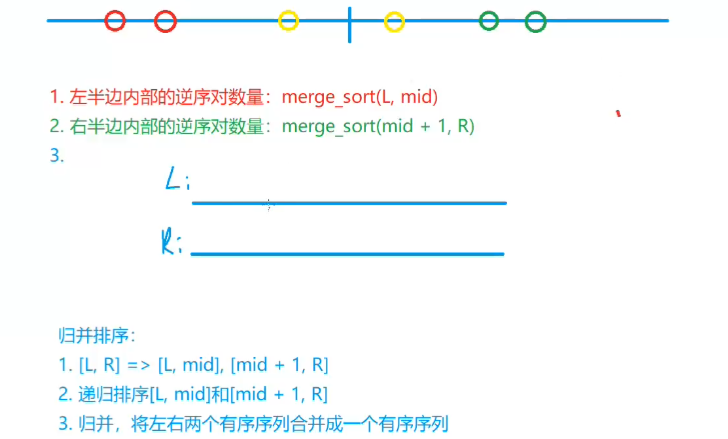 1. 左半边内部的逆序对数量：merge_sort(L, mid)
2. 右半边内部的逆序对数量：merge_sort(mid + 1, R)
3.
L:
R:
归并排序：
1. [L, R] => [L, mid], [mid + 1, R]
2. 递归排序[L, mid]和[mid + 1, R]
3. 归并，将左右两个有序序列合并成一个有序序列